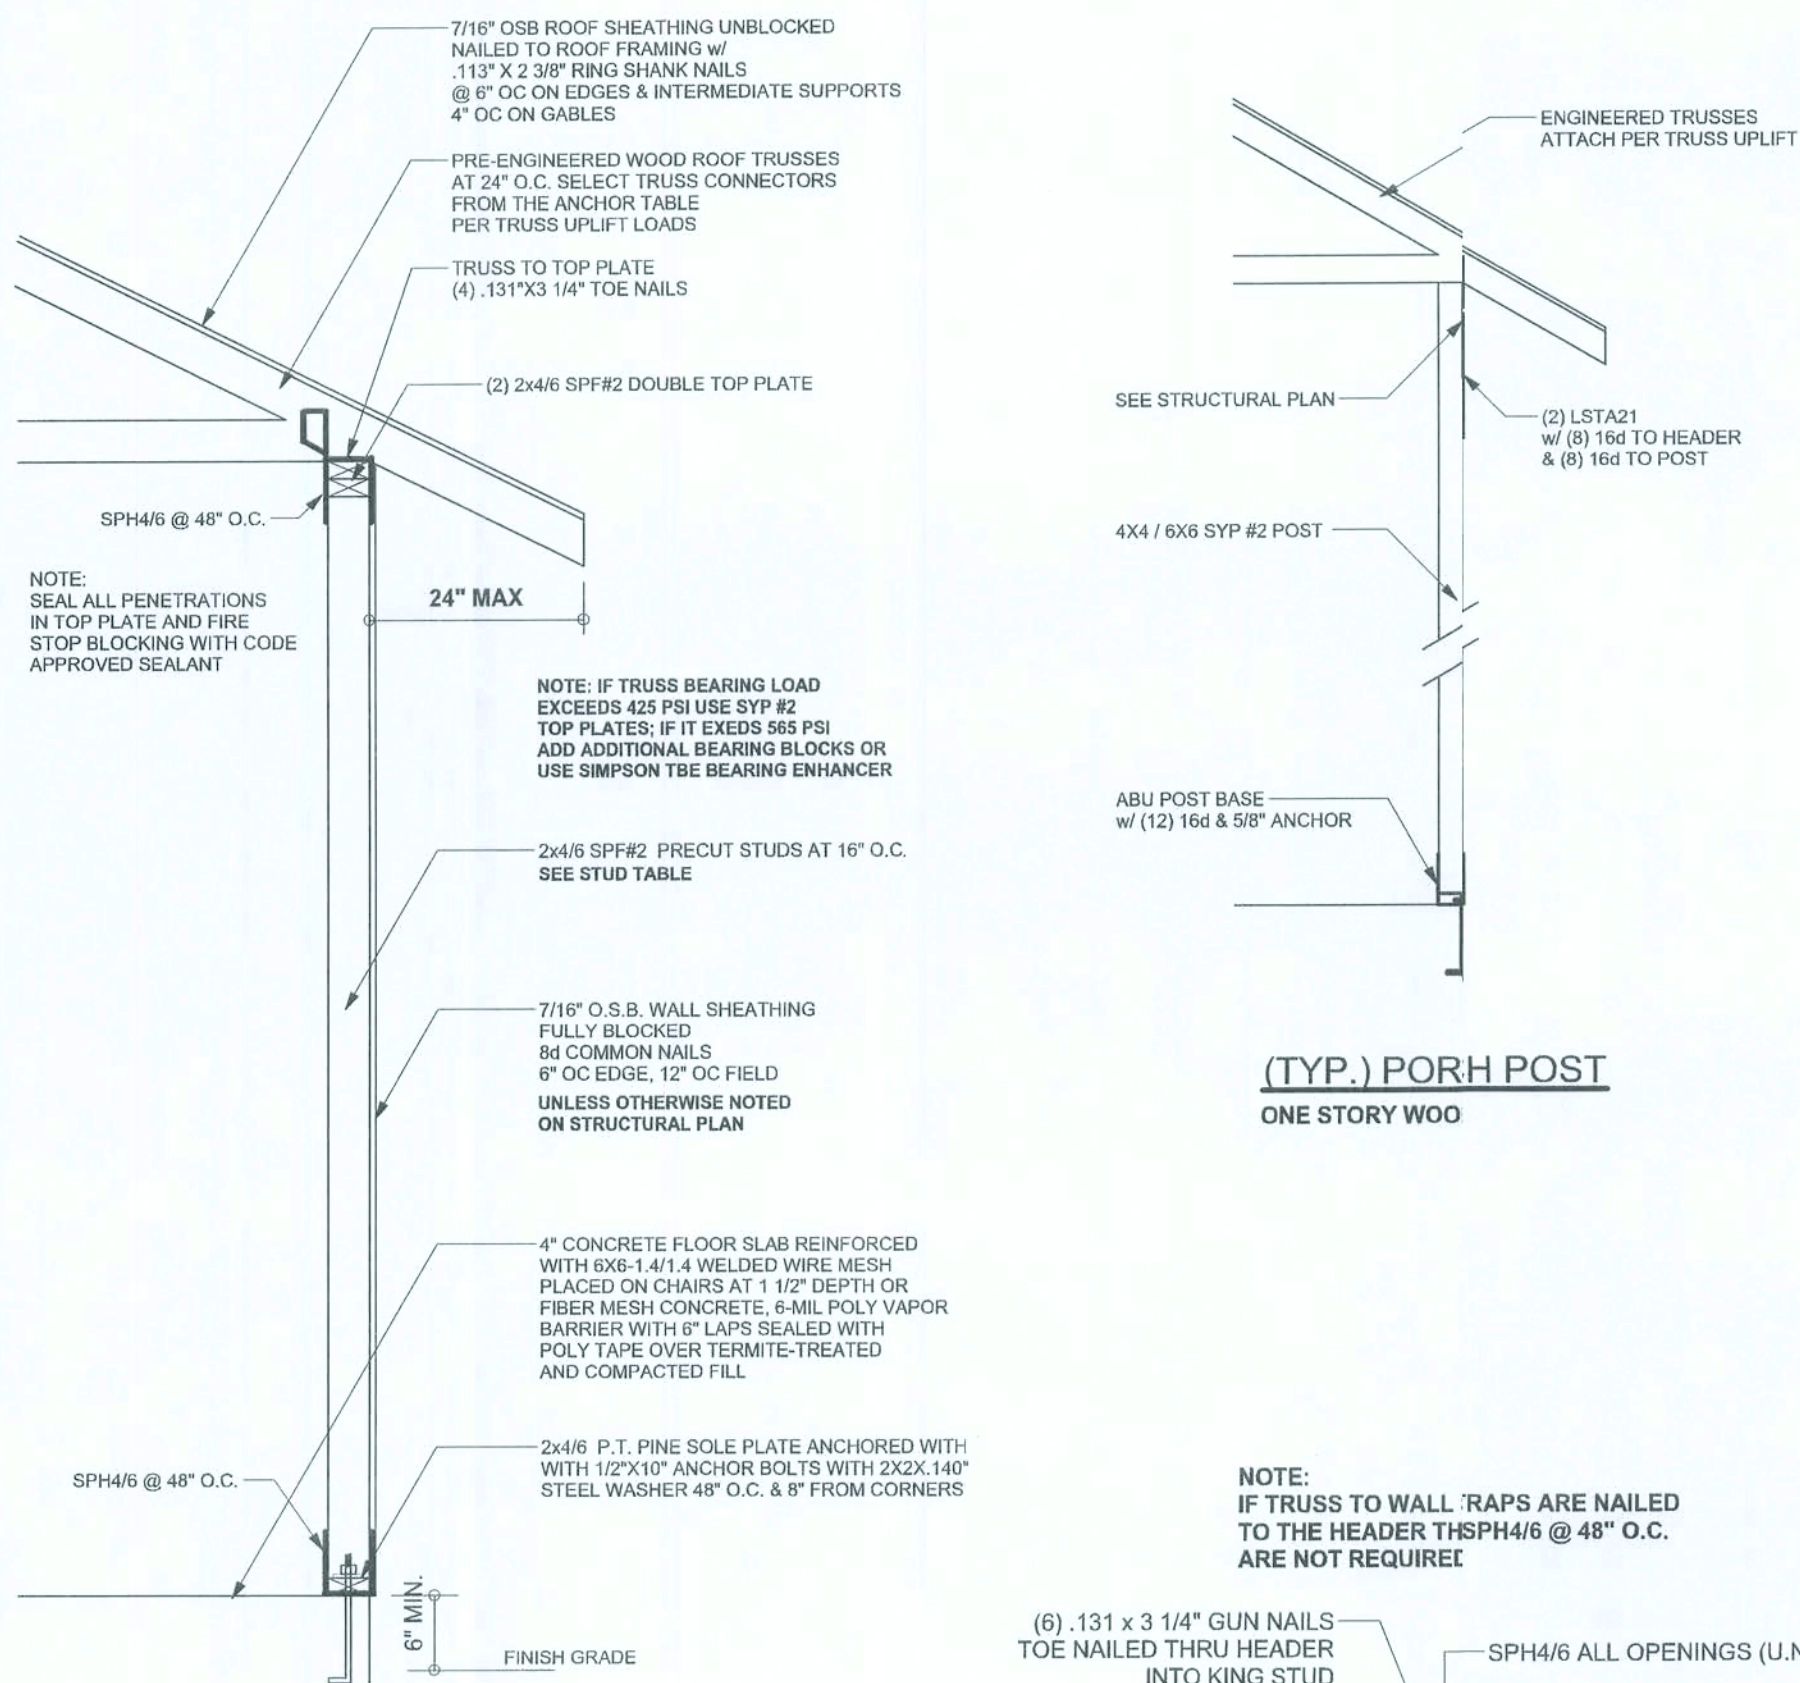 7/16" OSB ROOF SHEATHING UNBLOCKED
NAILED TO ROOF FRAMING w/
.113" X 2 3/8" RING SHANK NAILS
@ 6" OC ON EDGES & INTERMEDIATE SUPPORTS
4" OC ON GABLES
PRE-ENGINEERED WOOD ROOF TRUSSES
AT 24" O.C. SELECT TRUSS CONNECTORS
FROM THE ANCHOR TABLE
PER TRUSS UPLIFT LOADS
TRUSS TO TOP PLATE
(4) .131"X3 1/4" TOE NAILS
(2) 2x4/6 SPF#2 DOUBLE TOP PLATE
SPH4/6 @ 48" O.C.
NOTE:
SEAL ALL PENETRATIONS
IN TOP PLATE AND FIRE
STOP BLOCKING WITH CODE
APPROVED SEALANT
24" MAX
NOTE: IF TRUSS BEARING LOAD
EXCEEDS 425 PSI USE SYP #2
TOP PLATES; IF IT EXEDS 565 PSI
ADD ADDITIONAL BEARING BLOCKS OR
USE SIMPSON TBE BEARING ENHANCER
2x4/6 SPF#2 PRECUT STUDS AT 16" O.C.
SEE STUD TABLE
7/16" O.S.B. WALL SHEATHING
FULLY BLOCKED
8d COMMON NAILS
6" OC EDGE, 12" OC FIELD
UNLESS OTHERWISE NOTED
ON STRUCTURAL PLAN
4" CONCRETE FLOOR SLAB REINFORCED
WITH 6X6-1.4/1.4 WELDED WIRE MESH
PLACED ON CHAIRS AT 1 1/2" DEPTH OR
FIBER MESH CONCRETE, 6-MIL POLY VAPOR
BARRIER WITH 6" LAPS SEALED WITH
POLY TAPE OVER TERMITE-TREATED
AND COMPACTED FILL
2x4/6 P.T. PINE SOLE PLATE ANCHORED WITH
WITH 1/2"X10" ANCHOR BOLTS WITH 2X2X.140"
STEEL WASHER 48" O.C. & 8" FROM CORNERS
SPH4/6 @ 48" O.C.
6" MIN.
FINISH GRADE
ENGINEERED TRUSSES
ATTACH PER TRUSS UPLIFT
SEE STRUCTURAL PLAN
(2) LSTA21
w/ (8) 16d TO HEADER
& (8) 16d TO POST
4X4 / 6X6 SYP #2 POST
ABU POST BASE
w/ (12) 16d & 5/8" ANCHOR
(TYP.) PORH POST
ONE STORY WOO
NOTE:
IF TRUSS TO WALL RAPS ARE NAILED
TO THE HEADER THSPH4/6 @ 48" O.C.
ARE NOT REQUIRE
(6) .131 x 3 1/4" GUN NAILS
TOE NAILED THRU HEADER
INTO KING STUD
SPH4/6 ALL OPENINGS (U.N